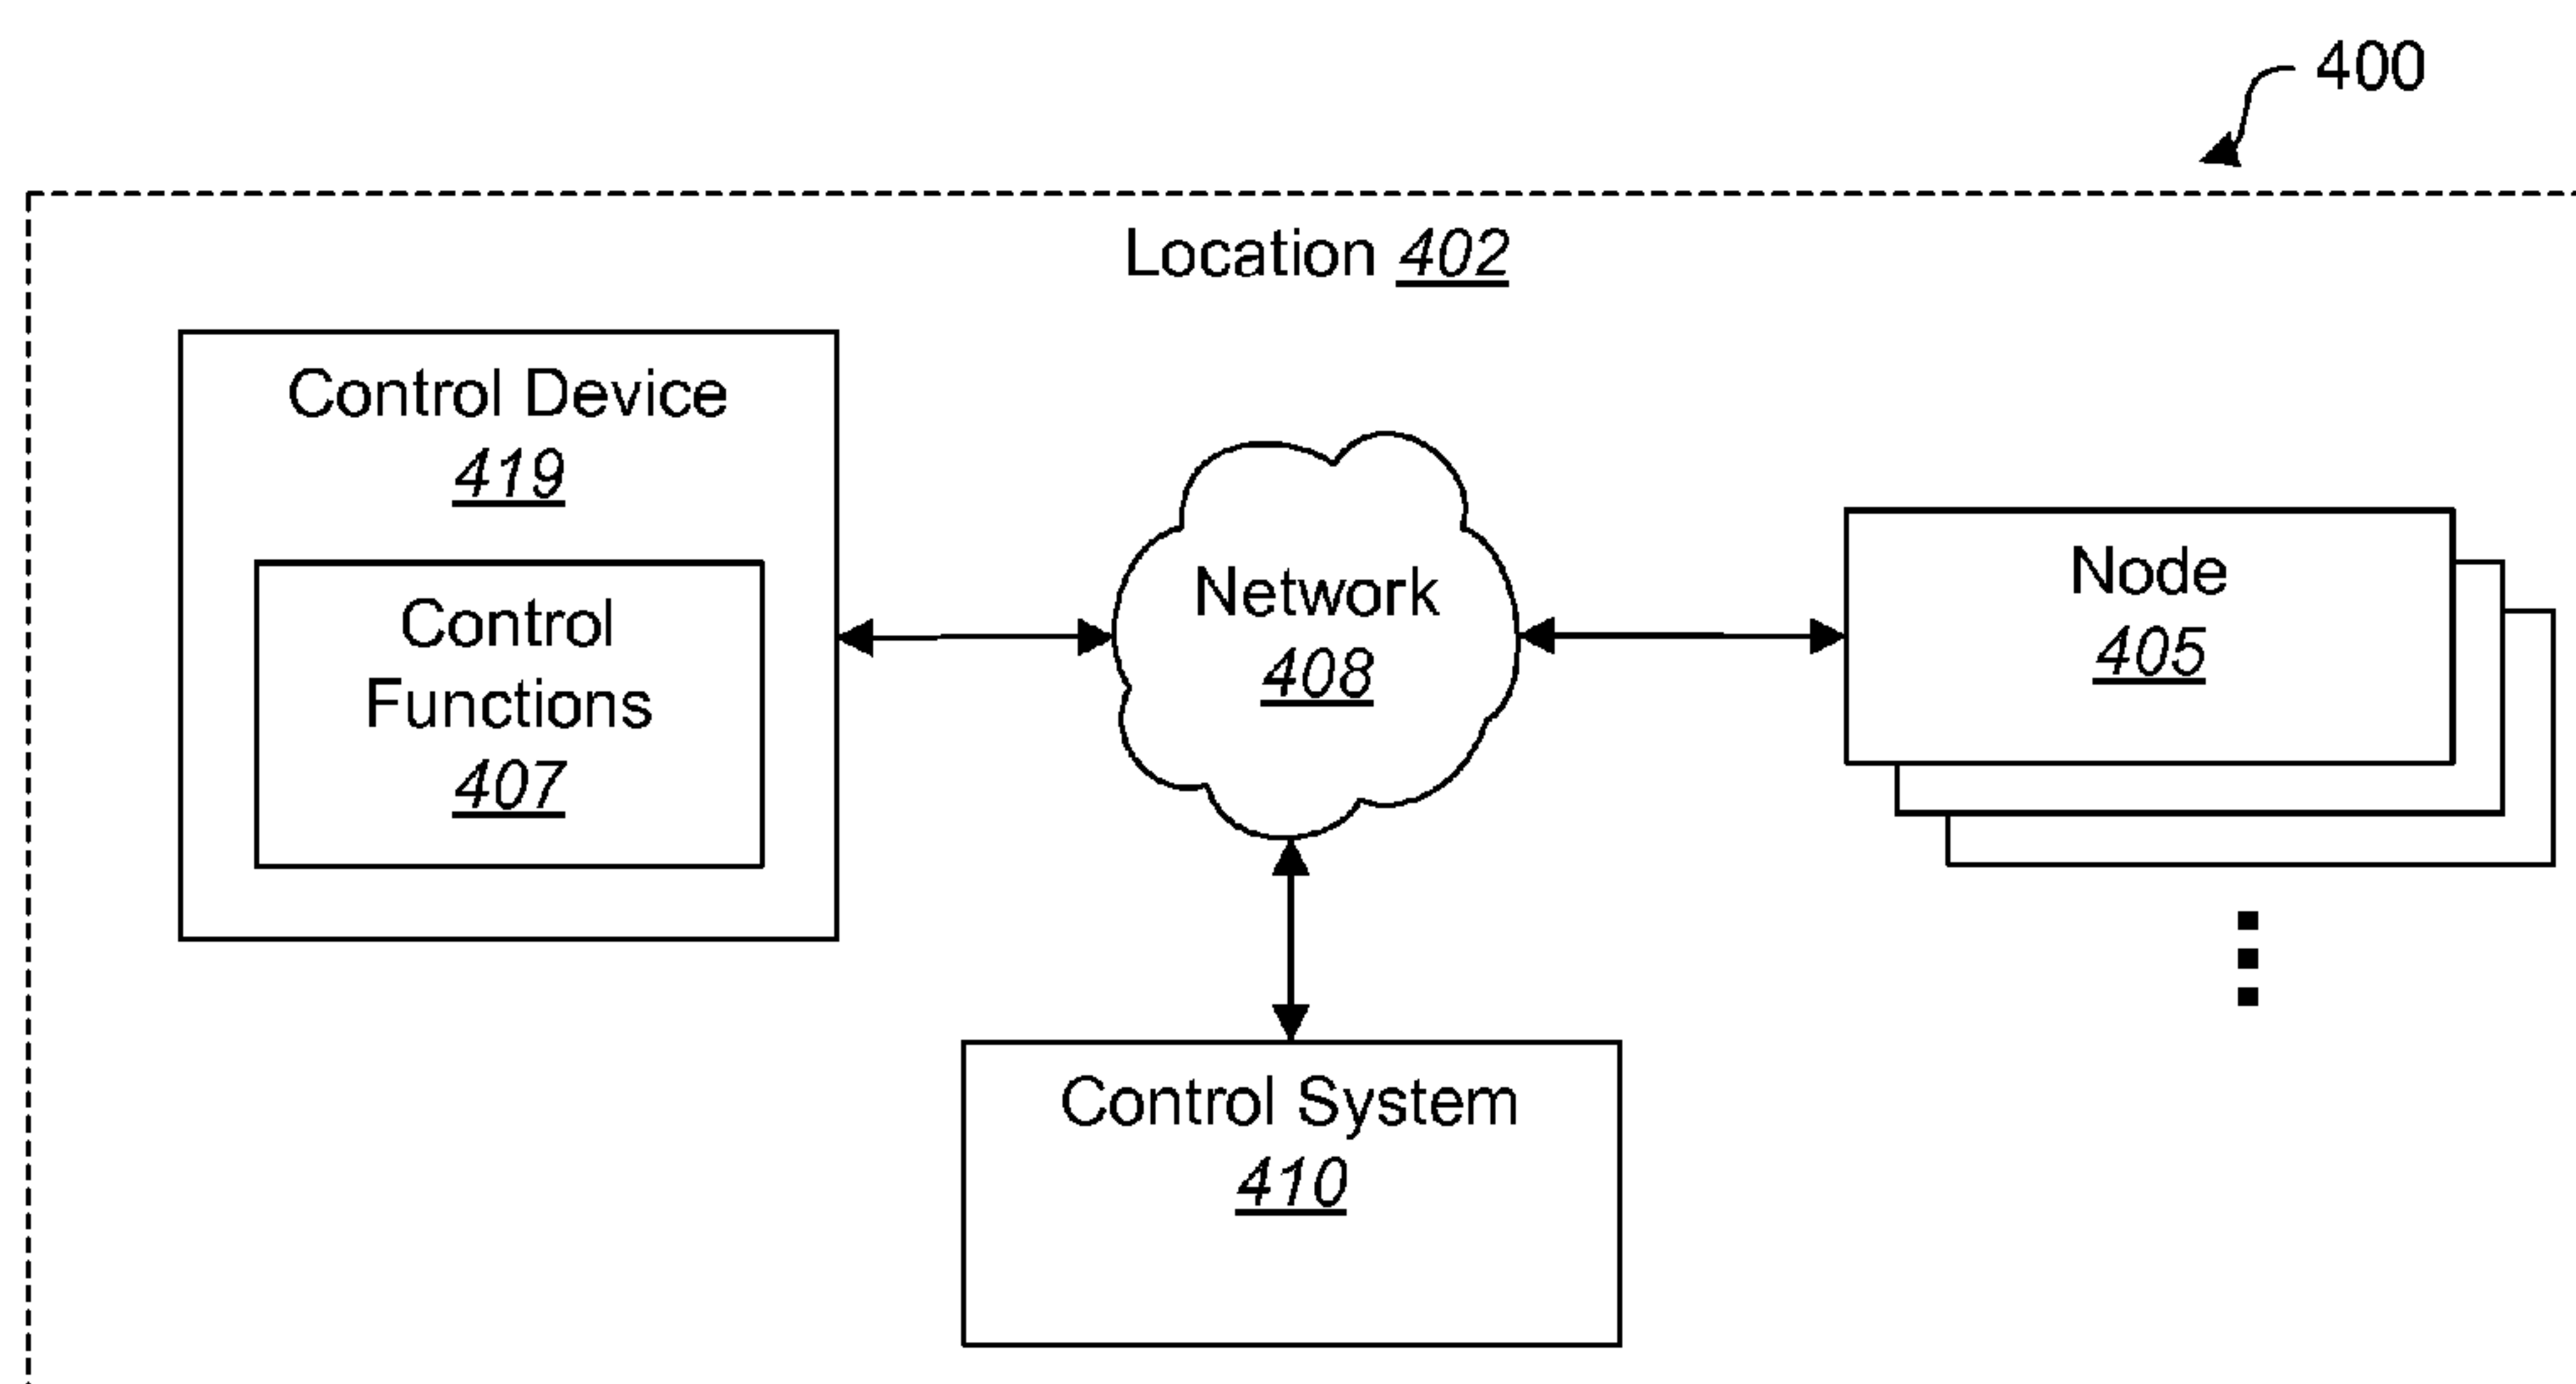 400
Location 402
Control Device
419
Control
Functions
407
Network
408
Node
405
Control System
410